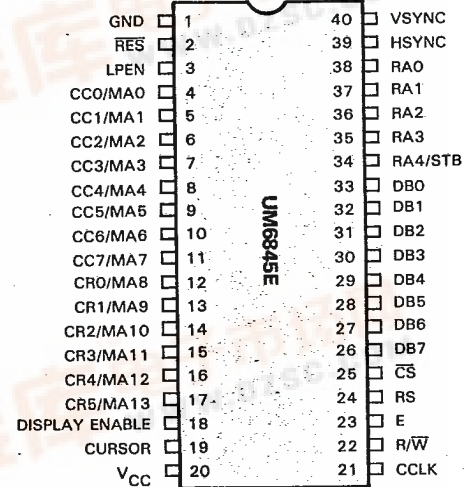 GND 1 40 VSYNC
R̅E̅S̅ 2 39 HSYNC
LPEN 3 38 RA0
CC0/MA0 4 37 RA1
CC1/MA1 5 36 RA2
CC2/MA2 6 35 RA3
CC3/MA3 7 34 RA4/STB
CC4/MA4 8 33 DB0
CC5/MA5 9 32 DB1
CC6/MA6 10 31 DB2
CC7/MA7 11 30 DB3
CR0/MA8 12 29 DB4
CR1/MA9 13 28 DB5
CR2/MA10 14 27 DB6
CR3/MA11 15 26 DB7
CR4/MA12 16 25 C̅S̅
CR5/MA13 17 24 RS
DISPLAY ENABLE 18 23 E
CURSOR 19 22 R/W̅
VCC 20 21 CCLK
UM6845E